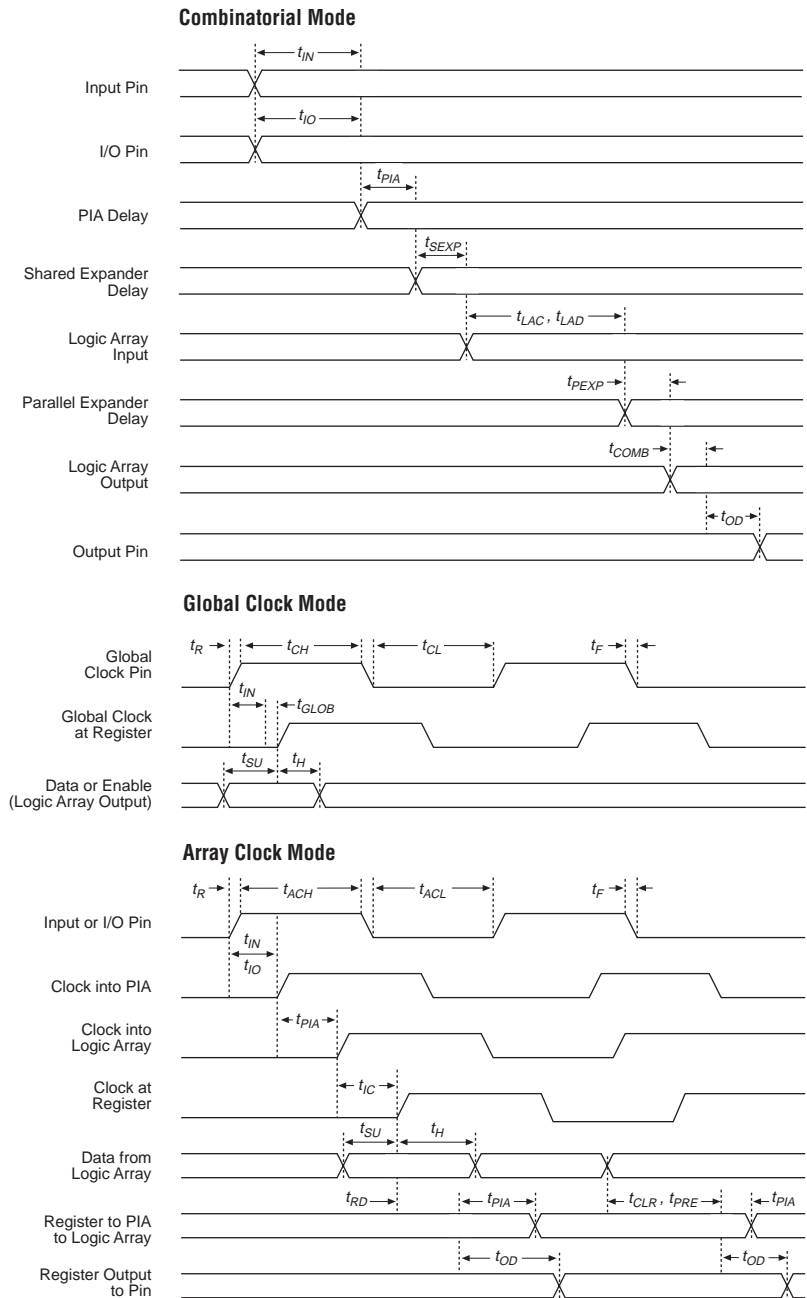 Combinatorial Mode
t_IN
Input Pin
t_IO
I/O Pin
t_PIA
PIA Delay
t_SEXP
Shared Expander
Delay
t_LAC , t_LAD
Logic Array
Input
t_PEXP
Parallel Expander
Delay
t_COMB
Logic Array
Output
t_OD
Output Pin
Global Clock Mode
t_R t_CH t_CL t_F
Global
Clock Pin
t_IN
t_GLOB
Global Clock
at Register
t_SU t_H
Data or Enable
(Logic Array Output)
Array Clock Mode
t_R t_ACH t_ACL t_F
Input or I/O Pin
t_IN
t_IO
Clock into PIA
t_PIA
Clock into
Logic Array
t_IC
Clock at
Register
t_SU t_H
Data from
Logic Array
t_RD t_PIA t_CLR , t_PRE t_PIA
Register to PIA
to Logic Array
t_OD t_OD
Register Output
to Pin